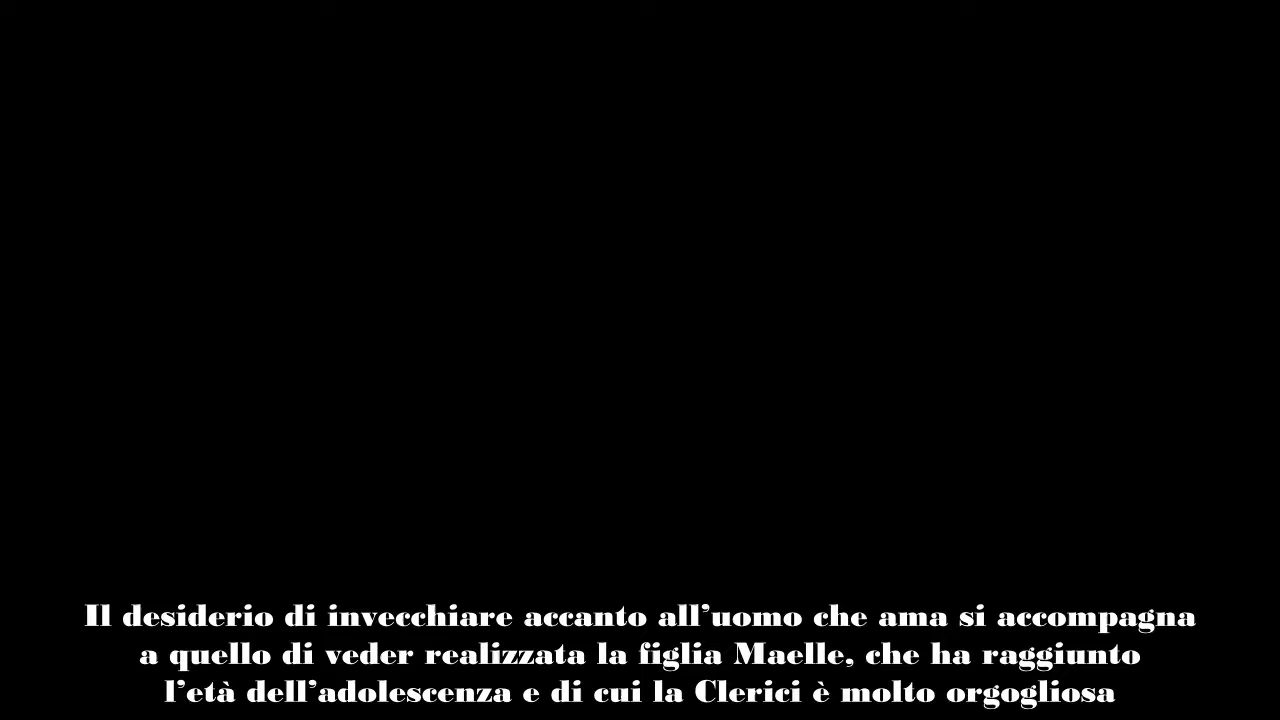 Il desiderio di invecchiare accanto all’uomo che ama si accompagna
a quello di veder realizzata la figlia Maelle, che ha raggiunto
l’età dell’adolescenza e di cui la Clerici è molto orgogliosa